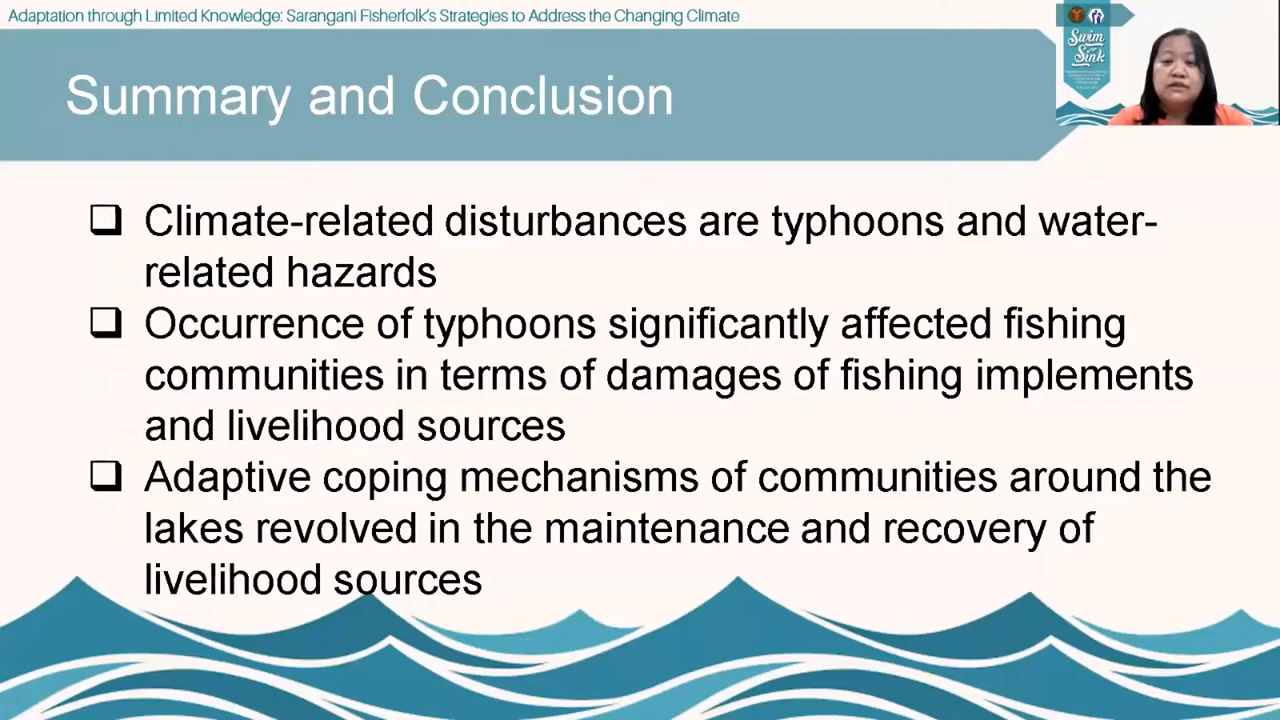 Adaptation through Limited Knowledge: Sarangani Fisherfolk's Strategies to Address the Changing Climate
Swim
Sink
Summary and Conclusion
Climate-related disturbances are typhoons and water-
related hazards
Occurrence of typhoons significantly affected fishing
communities in terms of damages of fishing implements
and livelihood sources
Adaptive coping mechanisms of communities around the
lakes revolved in the maintenance and recovery of
livelihood sources